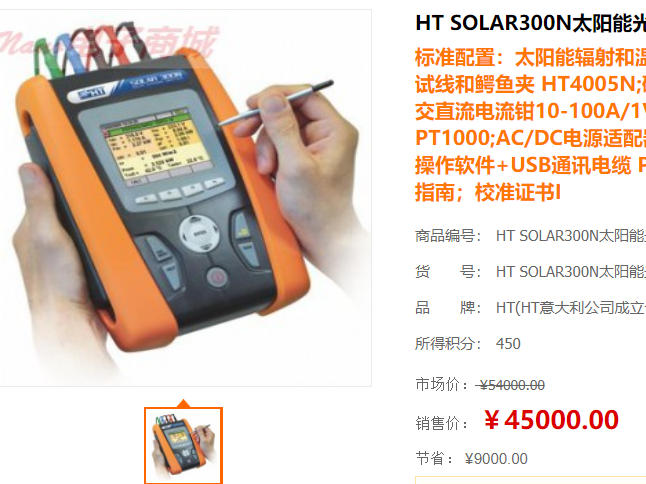 HT SOLAR300N太阳能光
标准配置：太阳能辐射和温
试线和鳄鱼夹 HT4005N;
交直流电流钳10-100A/1V
PT1000;AC/DC电源适配
操作软件+USB通讯电缆 P
指南；校准证书I
商品编号： HT SOLAR300N太阳能
货 号： HT SOLAR300N太阳能
品 牌： HT(HT意大利公司成立
所得积分： 450
市场价： ¥54000.00
销售价： ¥45000.00
节省： ¥9000.00
电子商城
SOLAR 300N
HT